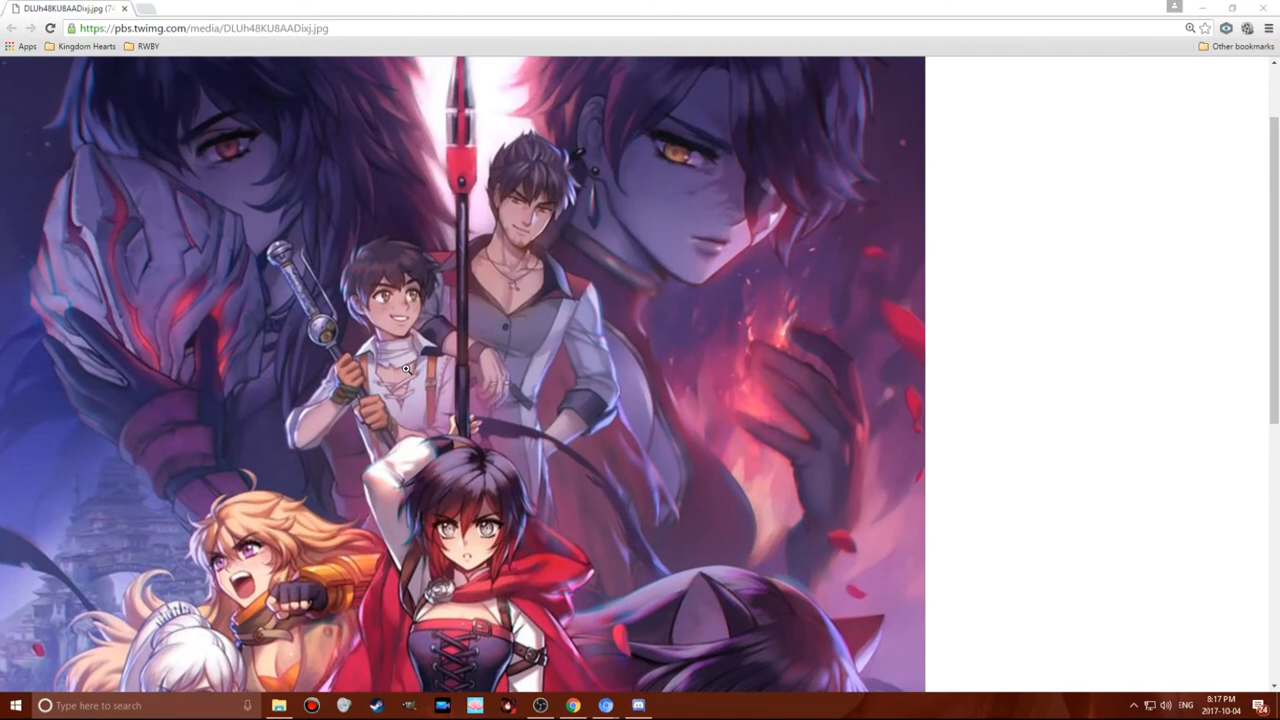 DLUh48KU8AADixj.jpg (74
https://pbs.twimg.com/media/DLUh48KU8AADixj.jpg
Apps Kingdom Hearts RWBY Other bookmarks
Type here to search
ENG
8:17 PM
2017-10-04
24